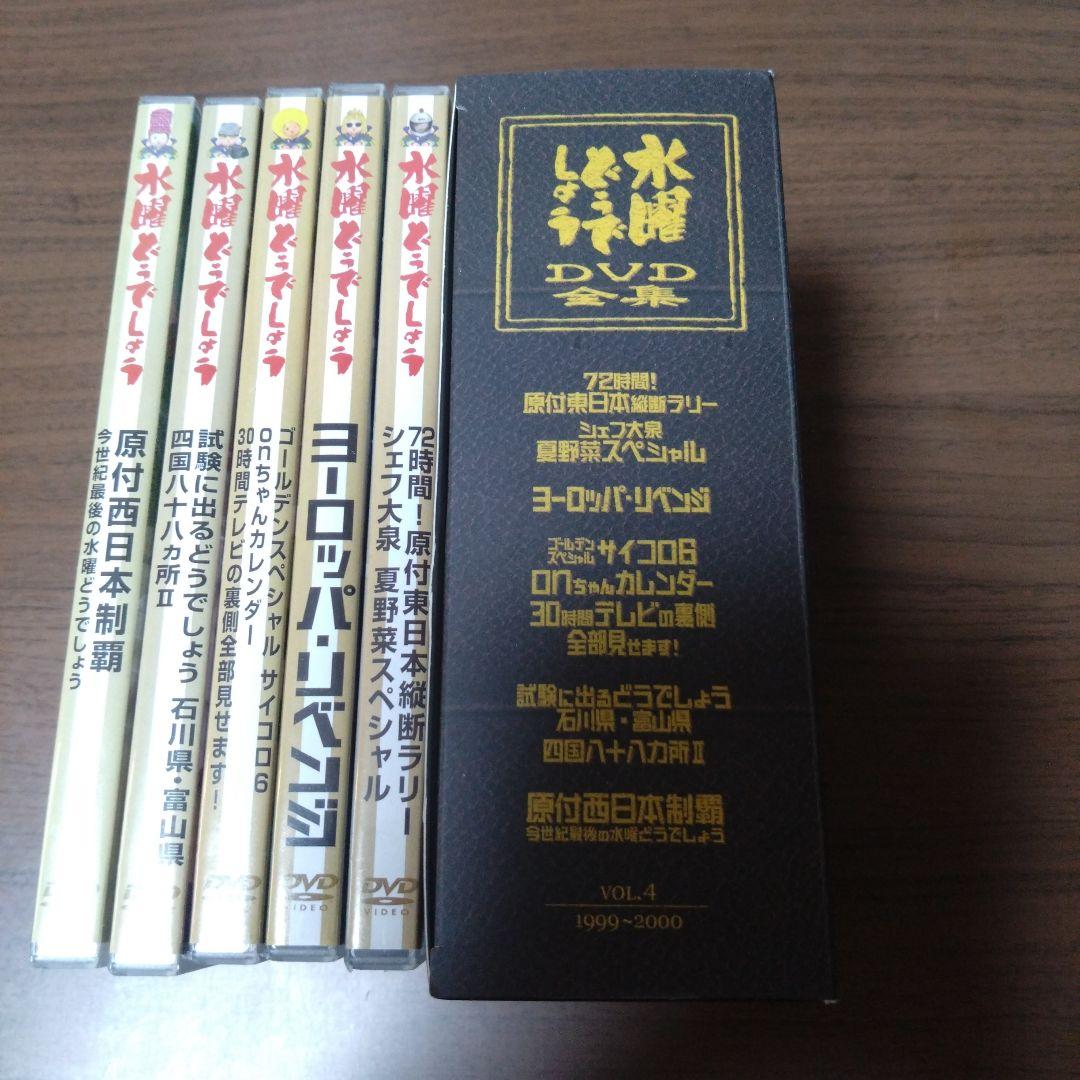 水曜どうでしょう
原付西日本制覇
今世紀最後の水曜どうでしょう
DVD
水曜どうでしょう
試験に出るどうでしょう 石川県・富山県
四国八十八ヵ所II
DVD
水曜どうでしょう
ゴールデンスペシャル サイコロ6
onちゃんカレンダー
30時間テレビの裏側全部見せます!
DVD
水曜どうでしょう
ヨーロッパ・リベンジ
DVD
VIDEO
水曜どうでしょう
72時間!原付東日本縦断ラリー
シェフ大泉 夏野菜スペシャル
DVD
VIDEO
水曜
どうで
しょう
DVD
全集
72時間!
原付東日本縦断ラリー
シェフ大泉
夏野菜スペシャル
ヨーロッパ・リベンジ
ゴールデン
スペシャル サイコロ6
onちゃんカレンダー
30時間テレビの裏側
全部見せます!
試験に出るどうでしょう
石川県・富山県
四国八十八カ所II
原付西日本制覇
今世紀最後の水曜どうでしょう
VOL.4
1999~2000